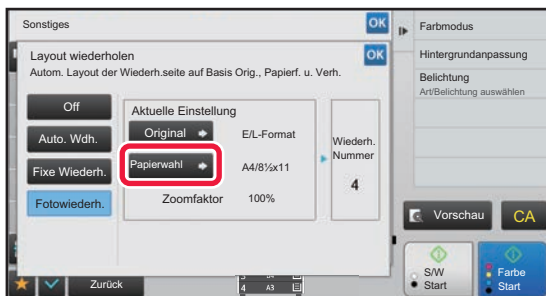 Sonstiges
OK
Layout wiederholen
OK
Autom. Layout der Wiederh.seite auf Basis Orig., Papierf. u. Verh.
Off
Auto. Wdh.
Fixe Wiederh.
Fotowiederh.
Aktuelle Einstellung
Original
E/L-Format
Papierwahl
A4/8½x11
Zoomfaktor
100%
Wiederh.
Nummer
4
Zurück
4 A3
Farbmodus
Hintergrundanpassung
Belichtung
Art/Belichtung auswählen
Vorschau
CA
S/W
Start
Farbe
Start